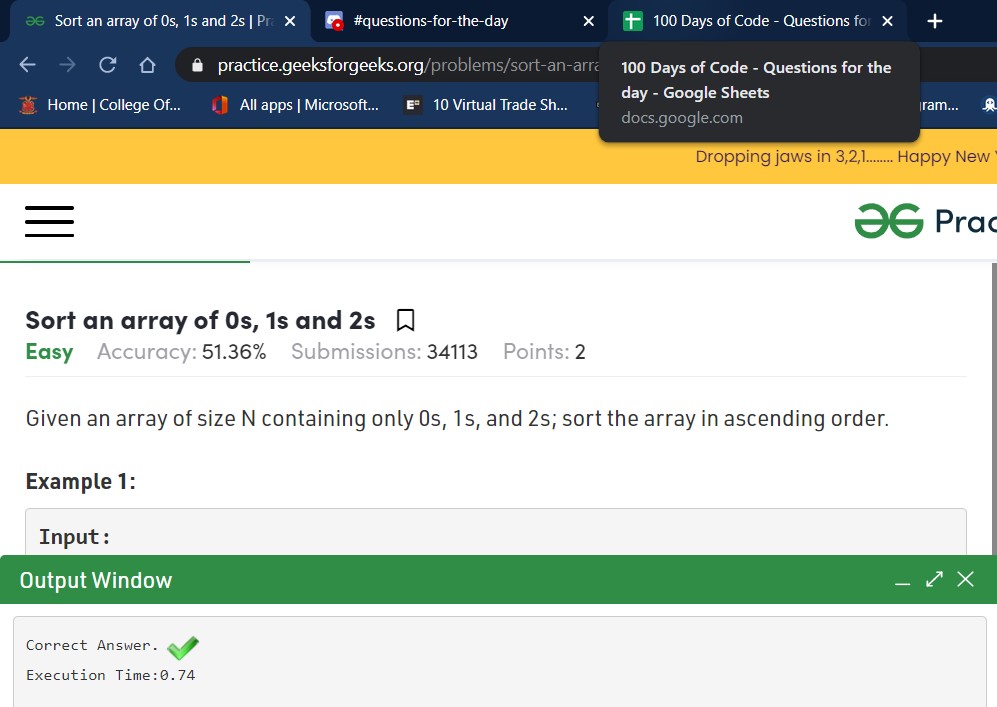 Sort an array of 0s, 1s and 2s | Pr
#questions-for-the-day
100 Days of Code - Questions fo
practice.geeksforgeeks.org/problems/sort-an-arra
100 Days of Code - Questions for the
day - Google Sheets
docs.google.com
Home | College Of...
All apps | Microsoft...
10 Virtual Trade Sh...
gram...
Dropping jaws in 3,2,1........ Happy New
Prac
Sort an array of 0s, 1s and 2s
Easy Accuracy: 51.36% Submissions: 34113 Points: 2
Given an array of size N containing only 0s, 1s, and 2s; sort the array in ascending order.
Example 1:
Input:
Output Window
Correct Answer.
Execution Time:0.74